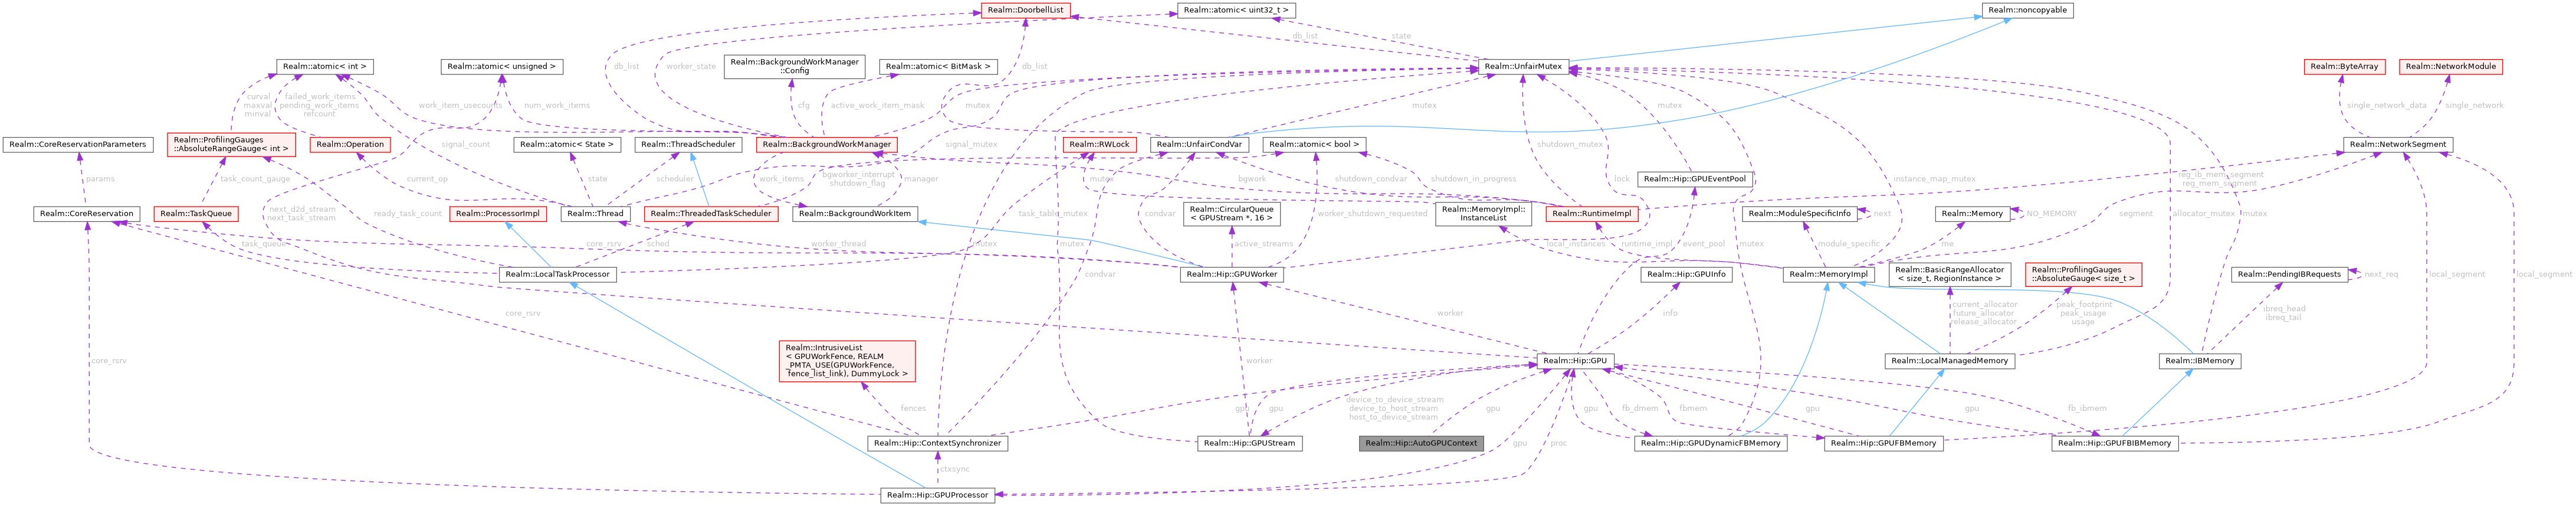 Realm::DoorbellList
Realm::atomic< uint32_t >
Realm::noncopyable
db_list
state
Realm::atomic< int >
Realm::atomic< unsigned >
db_list
worker_state
Realm::BackgroundWorkManager
::Config
Realm::atomic< BitMask >
db_list
Realm::UnfairMutex
Realm::ByteArray
Realm::NetworkModule
curval
maxval
minval
failed_work_items
pending_work_items
refcount
work_item_usecounts
num_work_items
cfg
active_work_item_mask
mutex
mutex
mutex
single_network_data
single_network
Realm::CoreReservationParameters
Realm::ProfilingGauges
::AbsoluteRangeGauge< int >
Realm::Operation
signal_count
Realm::atomic< State >
Realm::ThreadScheduler
Realm::BackgroundWorkManager
signal_mutex
Realm::RWLock
Realm::UnfairCondVar
Realm::atomic< bool >
shutdown_mutex
Realm::NetworkSegment
params
task_count_gauge
current_op
state
scheduler
work_items
bgworker_interrupt
shutdown_flag
manager
mutex
bgwork
shutdown_condvar
shutdown_in_progress
lock
Realm::Hip::GPUEventPool
instance_map_mutex
reg_ib_mem_segment
reg_mem_segment
Realm::CoreReservation
next_d2d_stream
next_task_stream
Realm::TaskQueue
ready_task_count
Realm::ProcessorImpl
Realm::Thread
Realm::ThreadedTaskScheduler
Realm::BackgroundWorkItem
task_table_mutex
condvar
Realm::CircularQueue
< GPUStream *, 16 >
worker_shutdown_requested
Realm::MemoryImpl::
InstanceList
Realm::RuntimeImpl
mutex
Realm::ModuleSpecificInfo
next
Realm::Memory
NO_MEMORY
segment
allocator_mutex
mutex
task_queue
core_rsrv
sched
worker_thread
mutex
mutex
active_streams
local_instances
runtime_impl
event_pool
module_specific
me
Realm::LocalTaskProcessor
Realm::Hip::GPUWorker
condvar
Realm::Hip::GPUInfo
Realm::MemoryImpl
Realm::BasicRangeAllocator
< size_t, RegionInstance >
Realm::ProfilingGauges
::AbsoluteGauge< size_t >
Realm::PendingIBRequests
next_req
local_segment
local_segment
core_rsrv
worker
info
current_allocator
future_allocator
release_allocator
peak_footprint
peak_usage
usage
ibreq_head
ibreq_tail
core_rsrv
Realm::IntrusiveList
< GPUWorkFence, REALM
_PMTA_USE(GPUWorkFence,
fence_list_link), DummyLock >
worker
Realm::Hip::GPU
Realm::LocalManagedMemory
Realm::IBMemory
fences
gpu
gpu
device_to_device_stream
device_to_host_stream
host_to_device_stream
gpu
gpu
fb_dmem
fbmem
gpu
gpu
fb_ibmem
Realm::Hip::ContextSynchronizer
Realm::Hip::GPUStream
Realm::Hip::AutoGPUContext
Realm::Hip::GPUDynamicFBMemory
Realm::Hip::GPUFBMemory
Realm::Hip::GPUFBIBMemory
ctxsync
gpu
proc
Realm::Hip::GPUProcessor